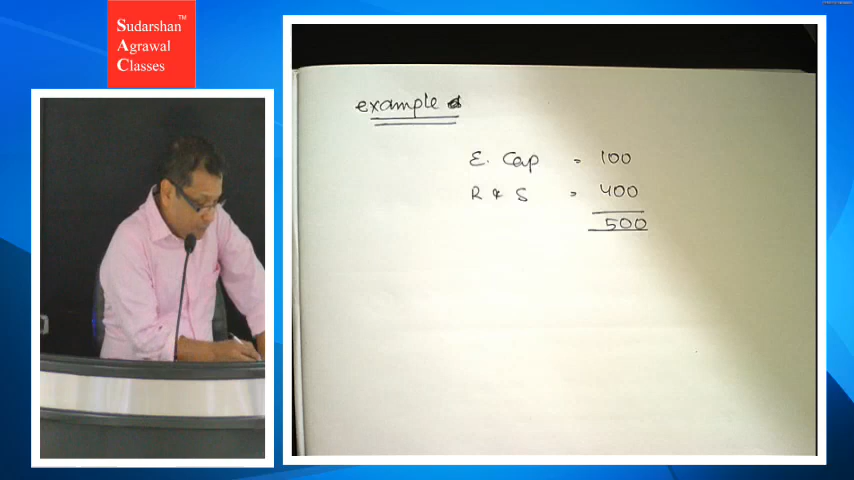 Sudarshan™
Agrawal
Classes
example
E. Cap = 100
R & S = 400
500